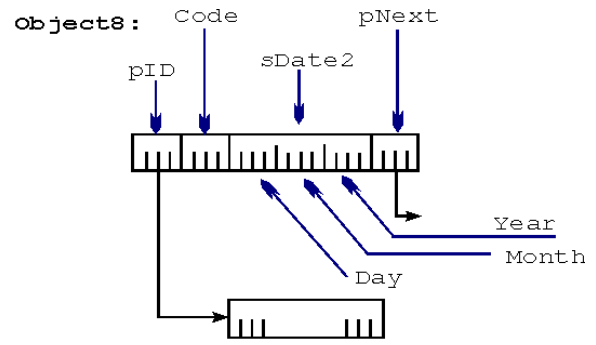 Object8:
Code
pNext
pID
sDate2
Year
Month
Day